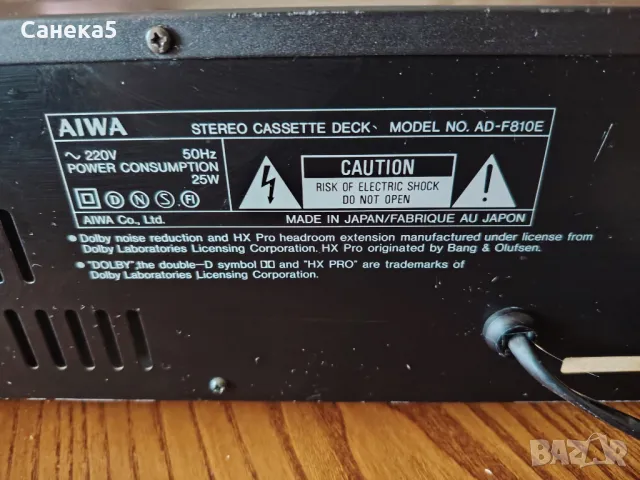 Санека5
AIWA STEREO CASSETTE DECK、 MODEL NO. AD-F810E
~ 220V 50Hz
POWER CONSUMPTION
25W
D N S FI
AIWA Co., Ltd.
CAUTION
RISK OF ELECTRIC SHOCK
DO NOT OPEN
MADE IN JAPAN/FABRIQUE AU JAPON
● Dolby noise reduction and HX Pro headroom extension manufactured under license from
Dolby Laboratories Licensing Corporation, HX Pro originated by Bang & Olufsen.
● "DOLBY", the double-D symbol and "HX PRO" are trademarks of
Dolby Laboratories Licensing Corporation.
BAZAR
bg